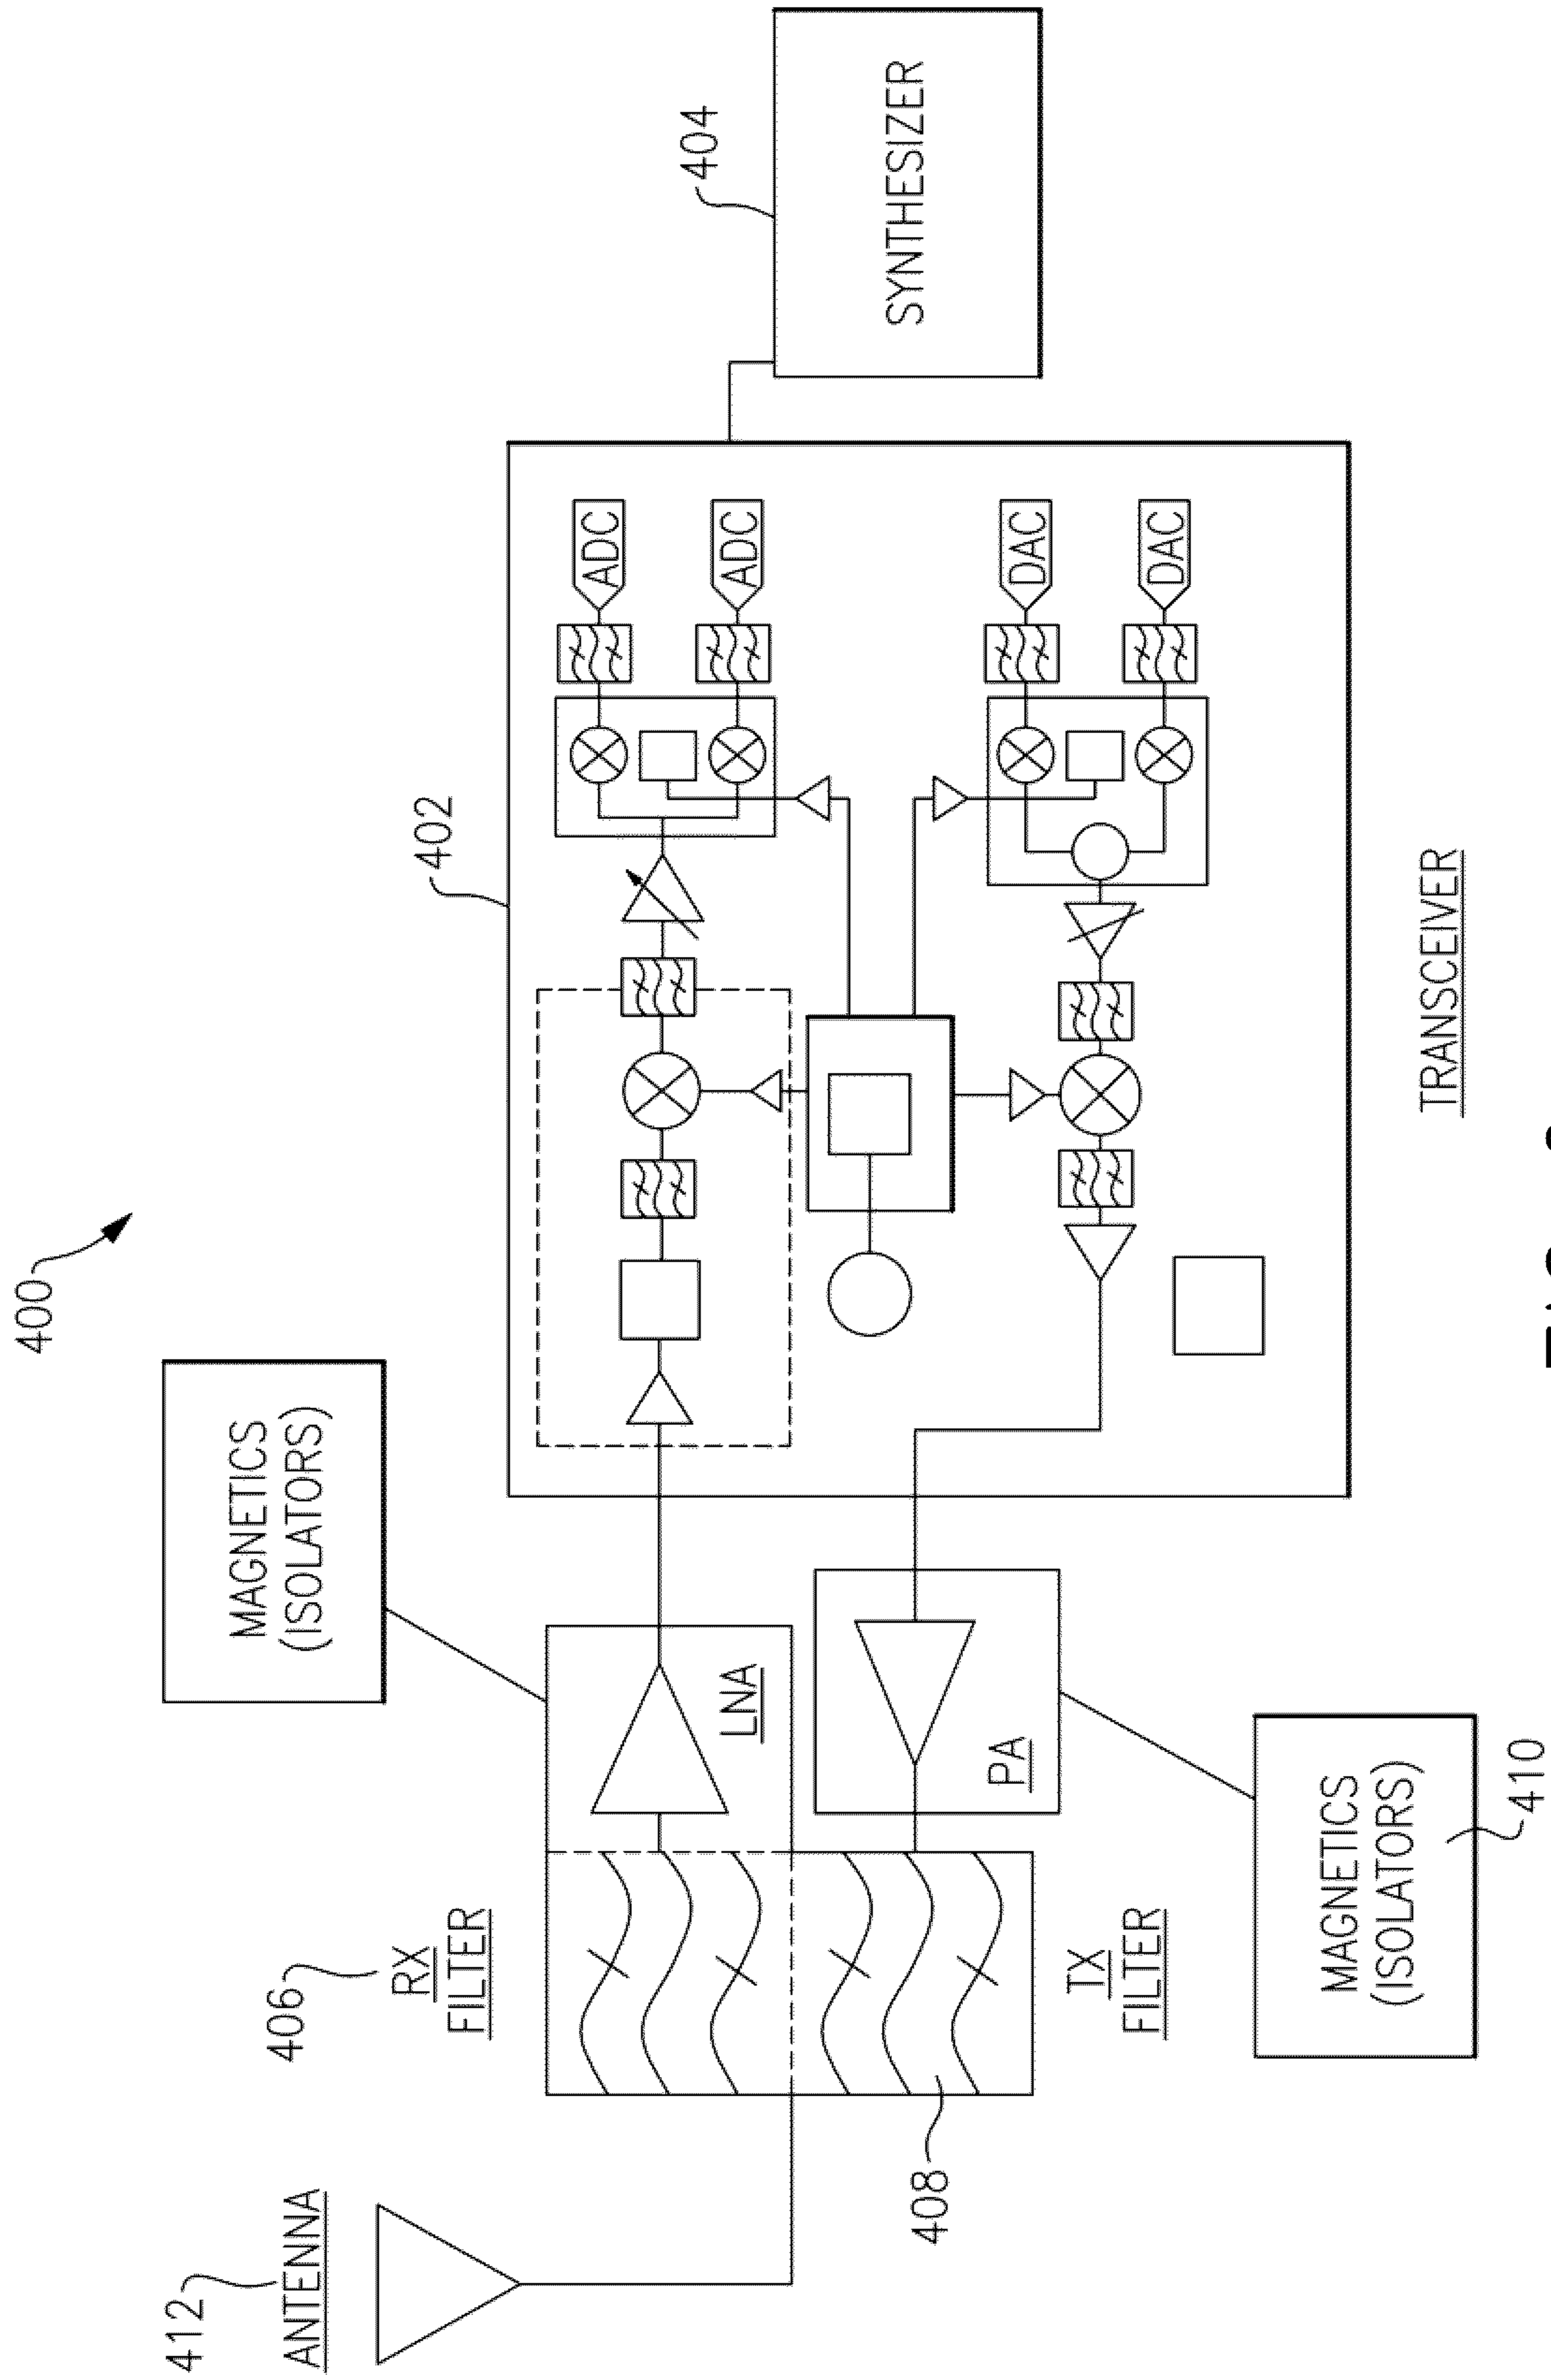 400
412
ANTENNA
406
RX
FILTER
MAGNETICS
(ISOLATORS)
402
404
ADC
ADC
LNA
SYNTHESIZER
408
PA
DAC
DAC
TX
FILTER
MAGNETICS
(ISOLATORS)
410
TRANSCEIVER